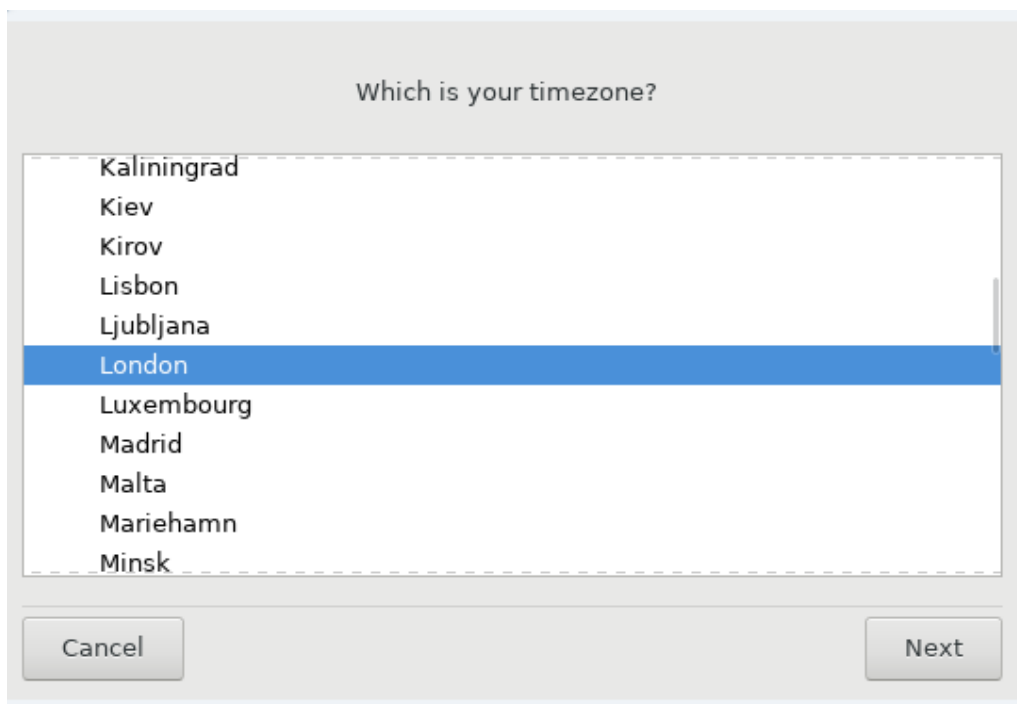 Which is your timezone?
Kaliningrad
Kiev
Kirov
Lisbon
Ljubljana
London
Luxembourg
Madrid
Malta
Mariehamn
Minsk
Cancel
Next